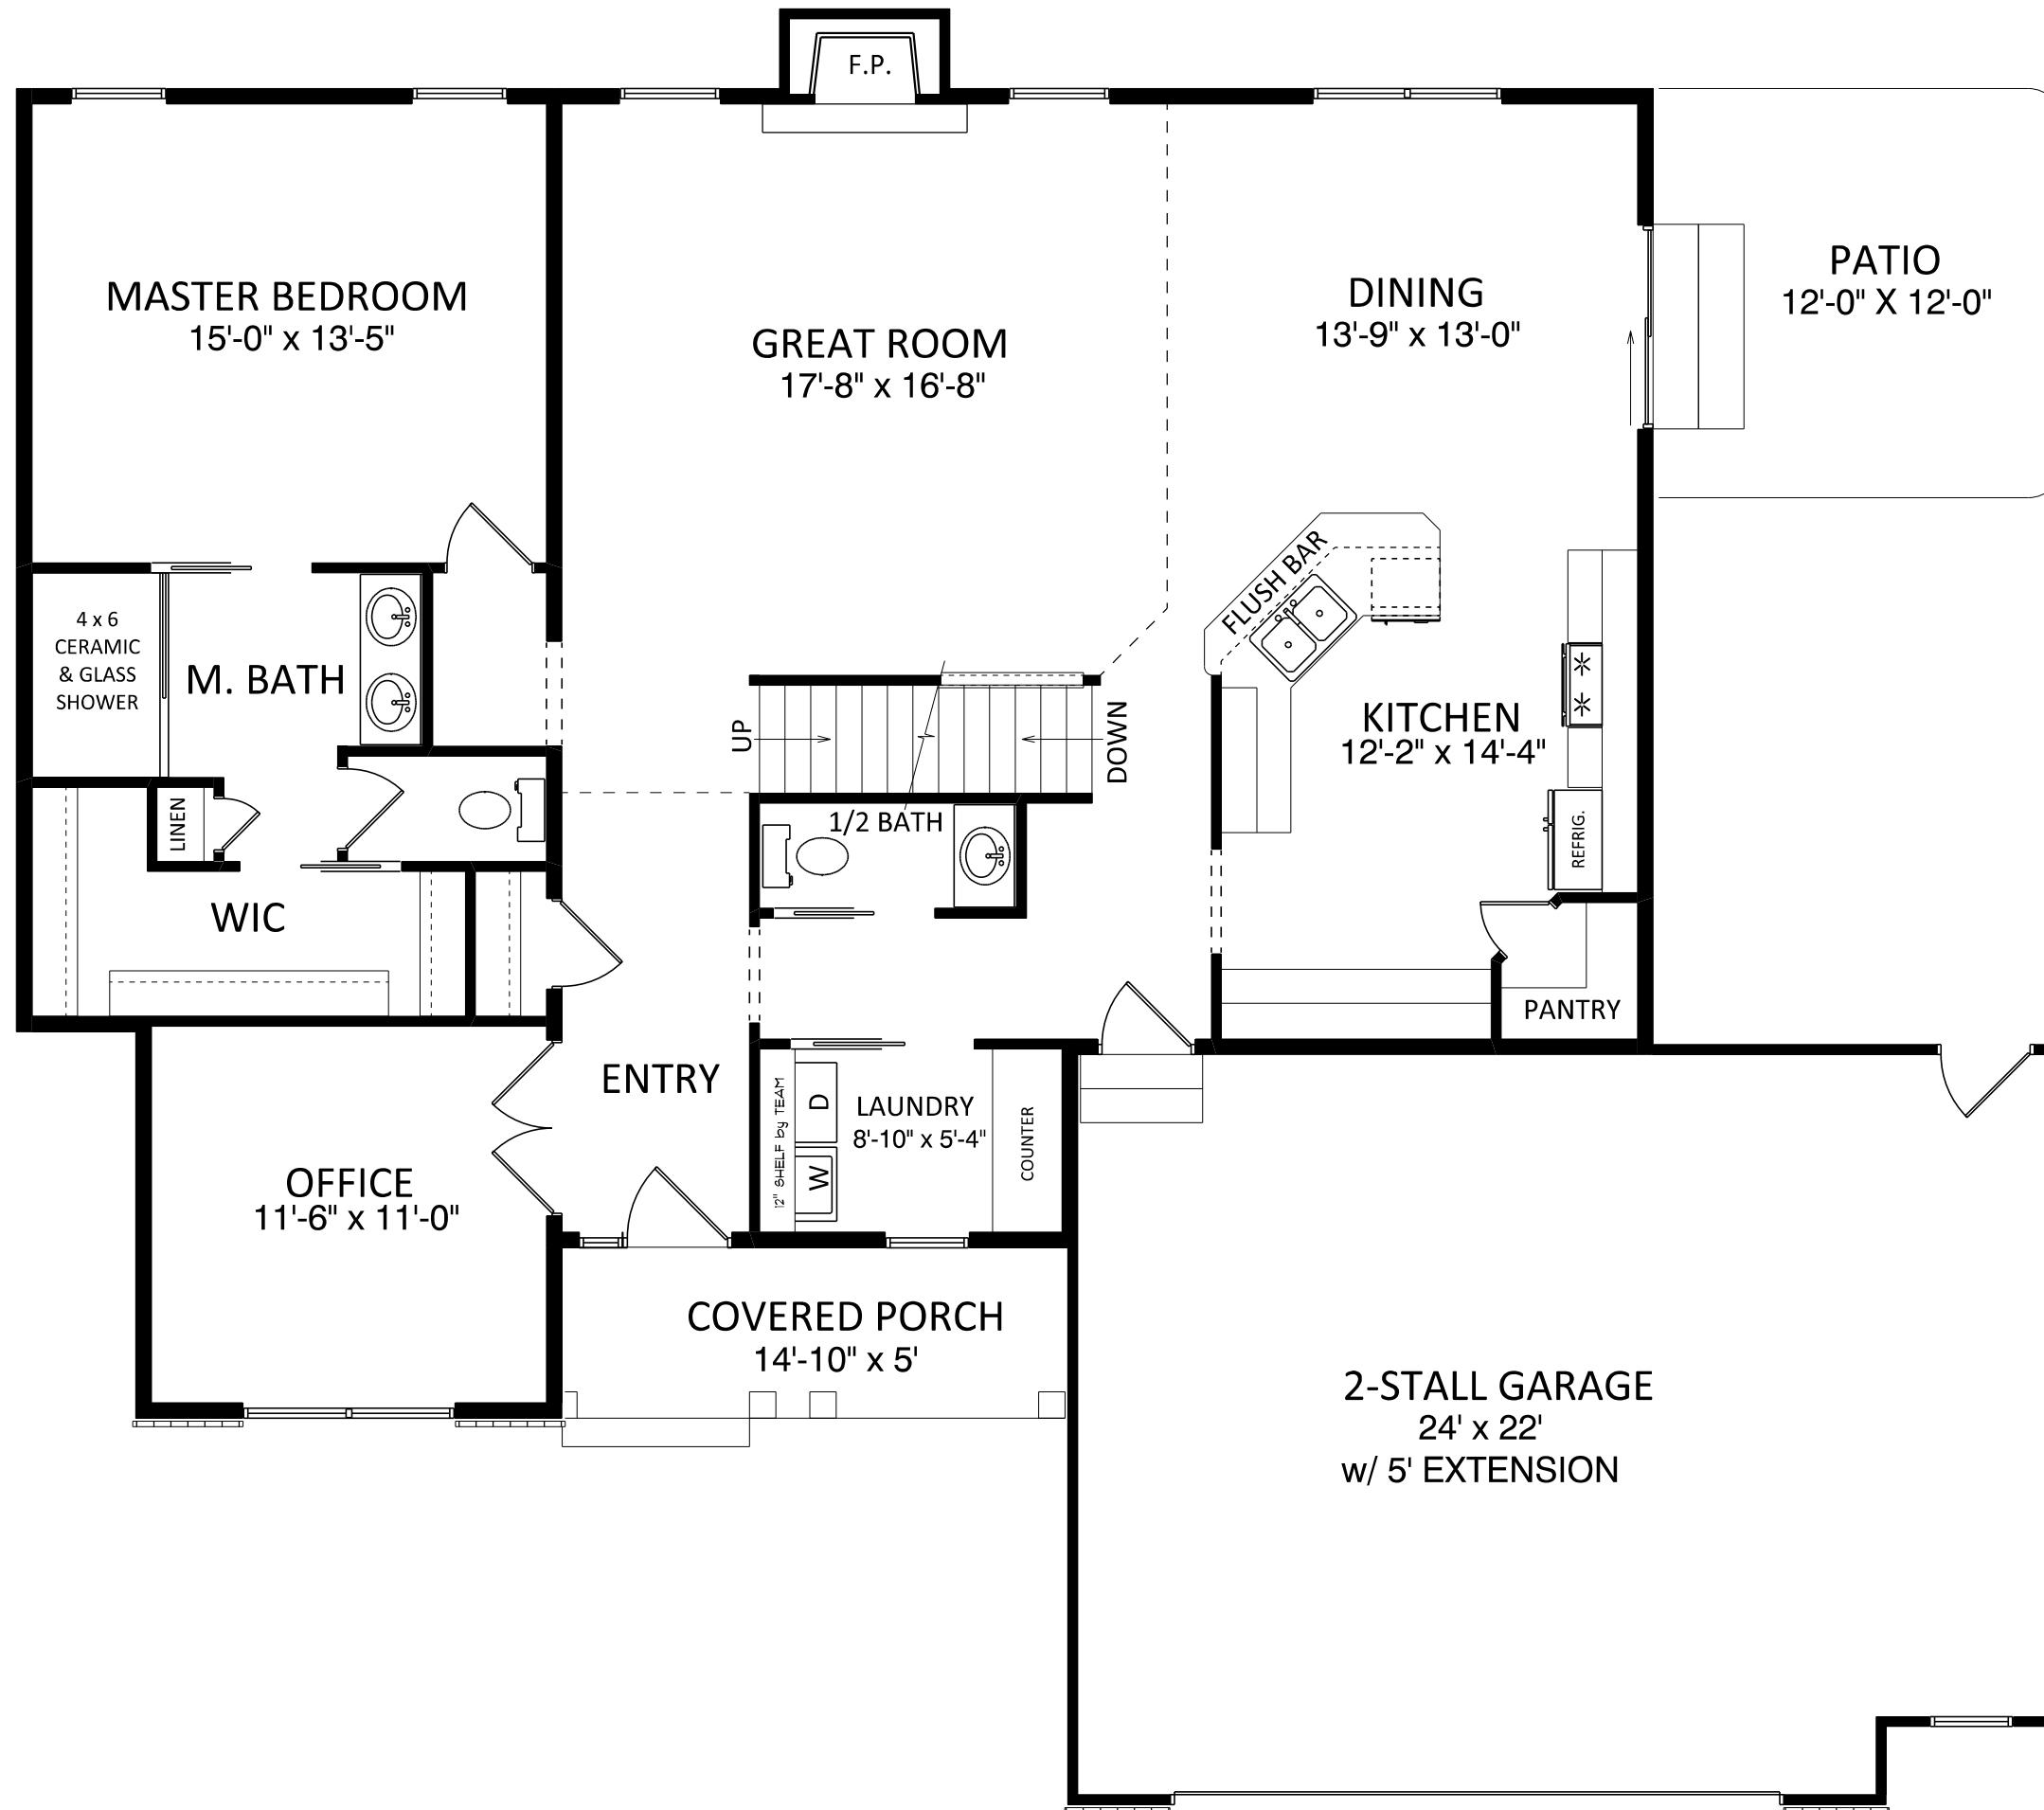 F.P.
MASTER BEDROOM
15'-0" x 13'-5"
GREAT ROOM
17'-8" x 16'-8"
DINING
13'-9" x 13'-0"
PATIO
12'-0" X 12'-0"
4 x 6
CERAMIC
& GLASS
SHOWER
M. BATH
FLUSH BAR
UP
DOWN
KITCHEN
12'-2" x 14'-4"
LINEN
1/2 BATH
REFRIG.
WIC
PANTRY
ENTRY
12" SHELF by TEAM
D
W
LAUNDRY
8'-10" x 5'-4"
COUNTER
OFFICE
11'-6" x 11'-0"
COVERED PORCH
14'-10" x 5'
2-STALL GARAGE
24' x 22'
w/ 5' EXTENSION